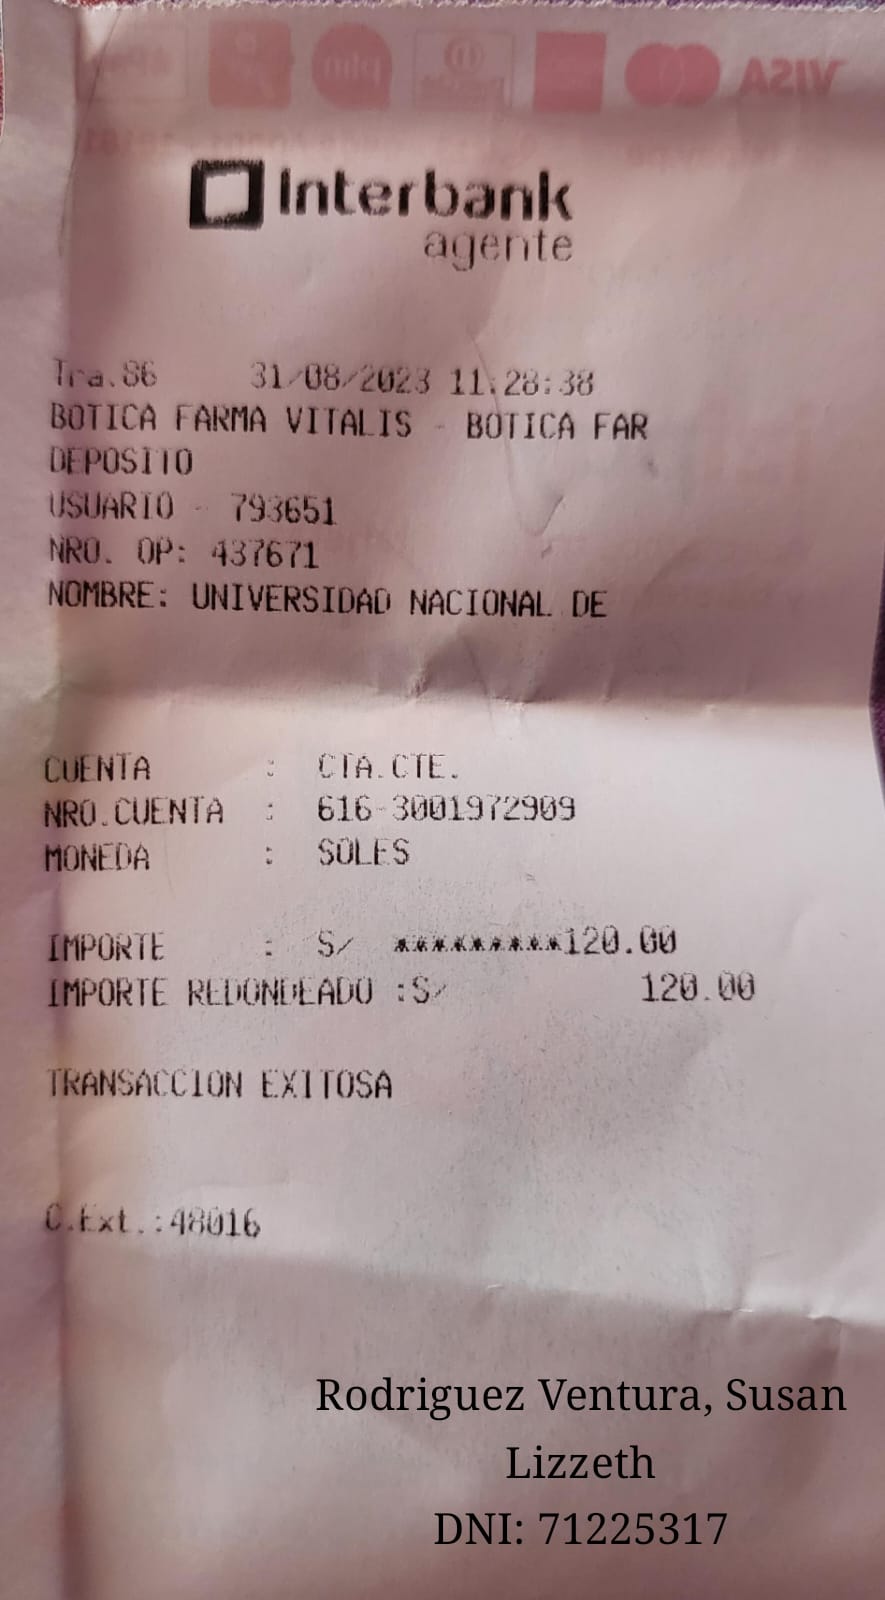 VISA
plin
Interbank
agente
Tra.86 31/08/2023 11:28:38
BOTICA FARMA VITALIS - BOTICA FAR
DEPOSITO
USUARIO - 793651
NRO. OP: 437671
NOMBRE: UNIVERSIDAD NACIONAL DE
CUENTA : CTA.CTE.
NRO.CUENTA : 616-3001972909
MONEDA : SOLES
IMPORTE : S/ *********120.00
IMPORTE REDONDEADO :S/ 120.00
TRANSACCION EXITOSA
C.Ext.:48016
Rodriguez Ventura, Susan
Lizzeth
DNI: 71225317